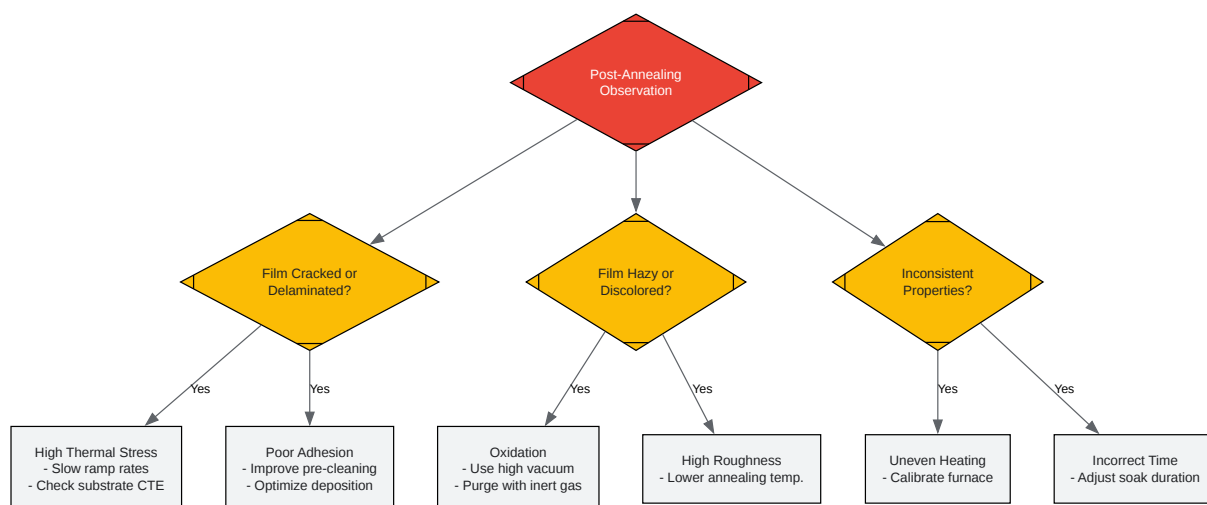 Post-Annealing
Observation
Film Cracked or
Delaminated?
Film Hazy or
Discolored?
Inconsistent
Properties?
Yes
Yes
Yes
Yes
Yes
Yes
High Thermal Stress
- Slow ramp rates
- Check substrate CTE
Poor Adhesion
- Improve pre-cleaning
- Optimize deposition
Oxidation
- Use high vacuum
- Purge with inert gas
High Roughness
- Lower annealing temp.
Uneven Heating
- Calibrate furnace
Incorrect Time
- Adjust soak duration